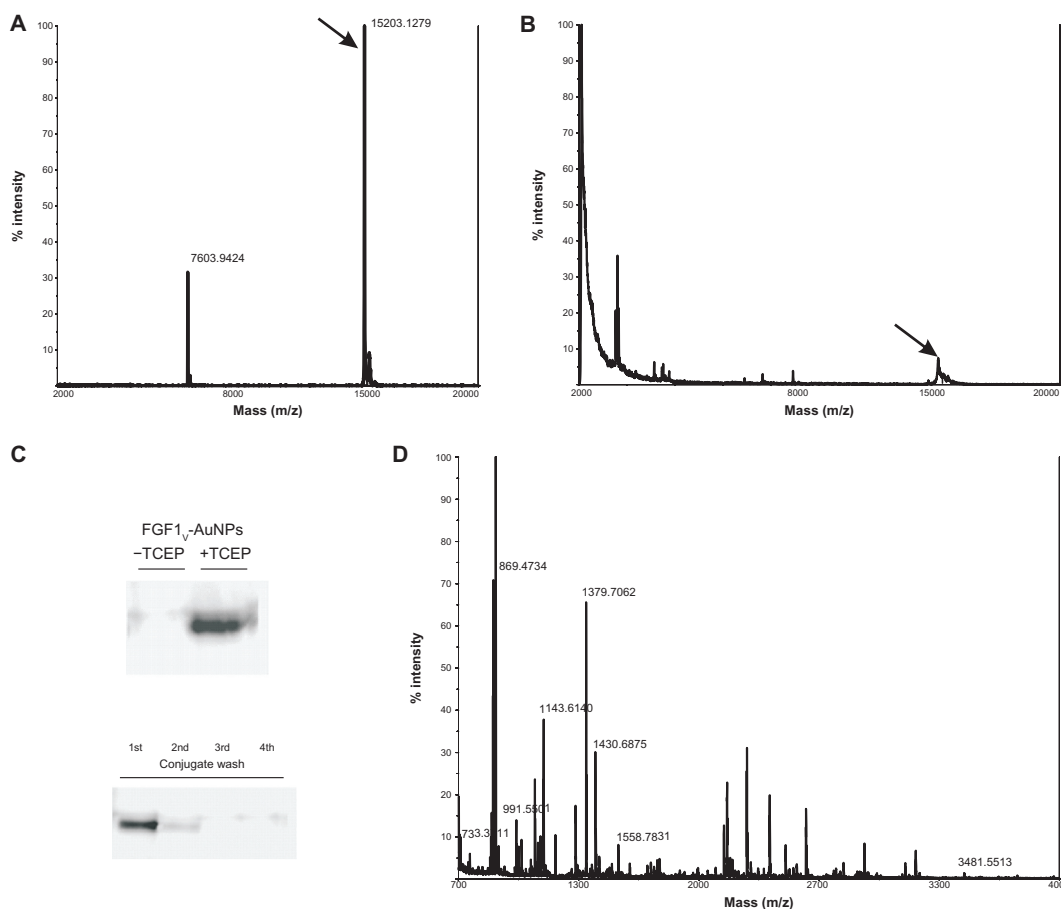 A
15203.1279
100
90
80
70
60
50
40
30
20
10
% intensity
7603.9424
2000 8000 15000 20000
Mass (m/z)
B
100
90
80
70
60
50
40
30
20
10
% intensity
2000 8000 15000 20000
Mass (m/z)
C
FGF1V-AuNPs
−TCEP +TCEP
1st 2nd 3rd 4th
Conjugate wash
D
100
90
80
70
60
50
40
30
20
10
% intensity
869.4734
1379.7062
1143.6140
1430.6875
991.5501
1558.7831
3481.5513
700 1300 2000 2700 3300
Mass (m/z)